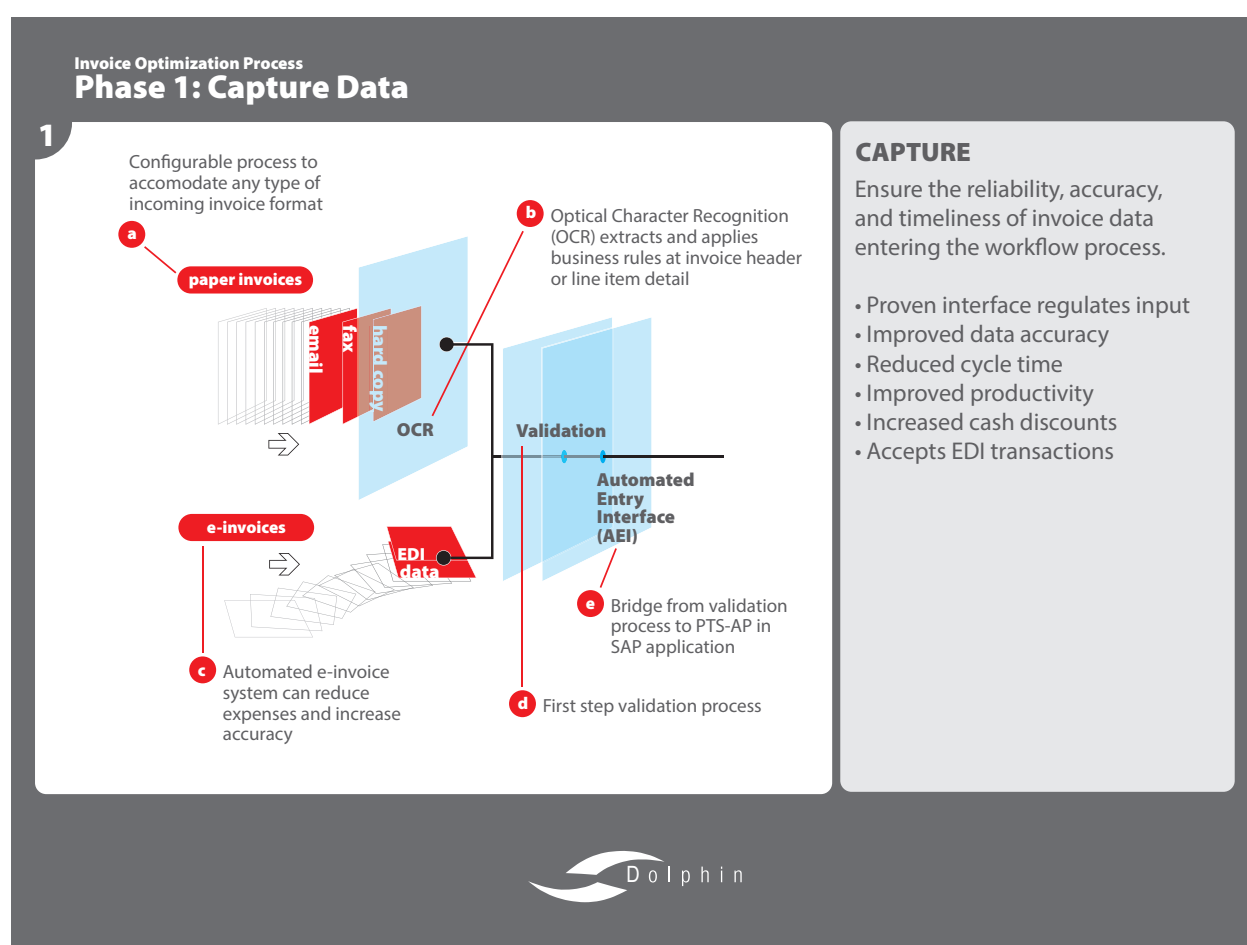 Invoice Optimization Process
Phase 1: Capture Data
1
Configurable process to
accomodate any type of
incoming invoice format
a
paper invoices
email
fax
hard copy
OCR
b
Optical Character Recognition
(OCR) extracts and applies
business rules at invoice header
or line item detail
Validation
Automated
Entry
Interface
(AEI)
e-invoices
EDI
data
c
Automated e-invoice
system can reduce
expenses and increase
accuracy
d
First step validation process
e
Bridge from validation
process to PTS-AP in
SAP application
CAPTURE
Ensure the reliability, accuracy,
and timeliness of invoice data
entering the workflow process.
• Proven interface regulates input
• Improved data accuracy
• Reduced cycle time
• Improved productivity
• Increased cash discounts
• Accepts EDI transactions
Dolphin